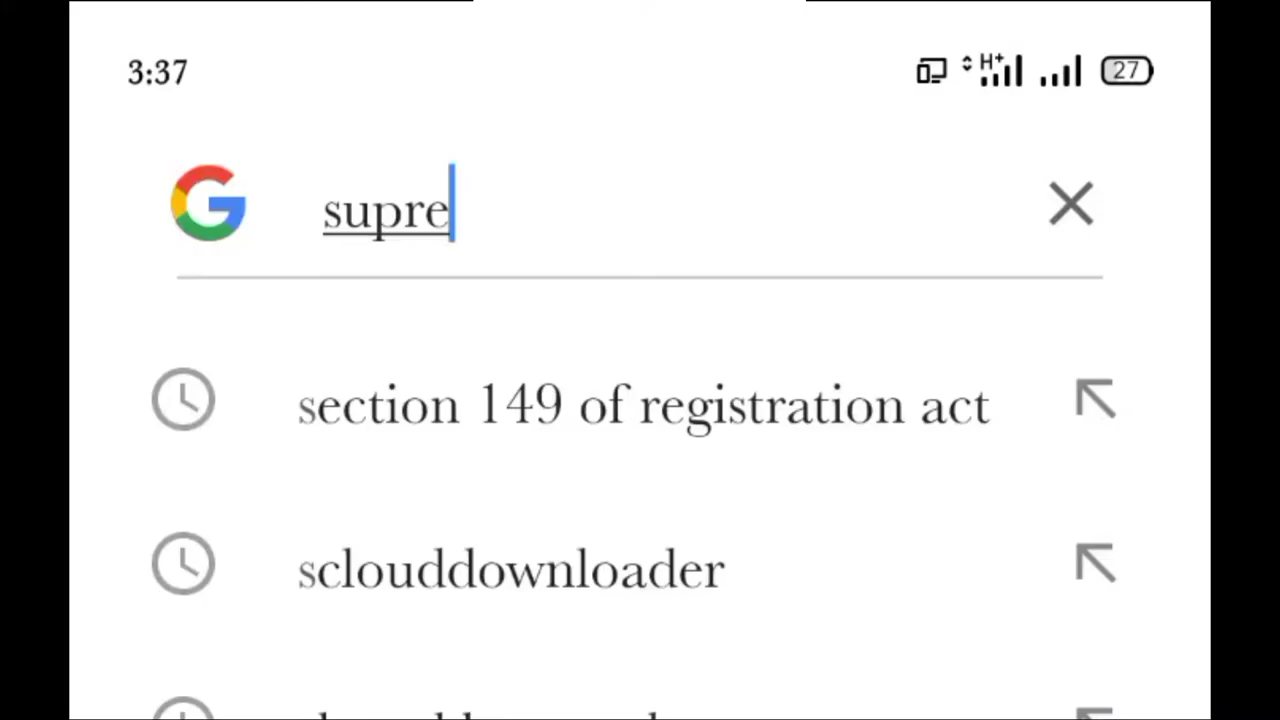 3:37
H+
27
supre
section 149 of registration act
sclouddownloader